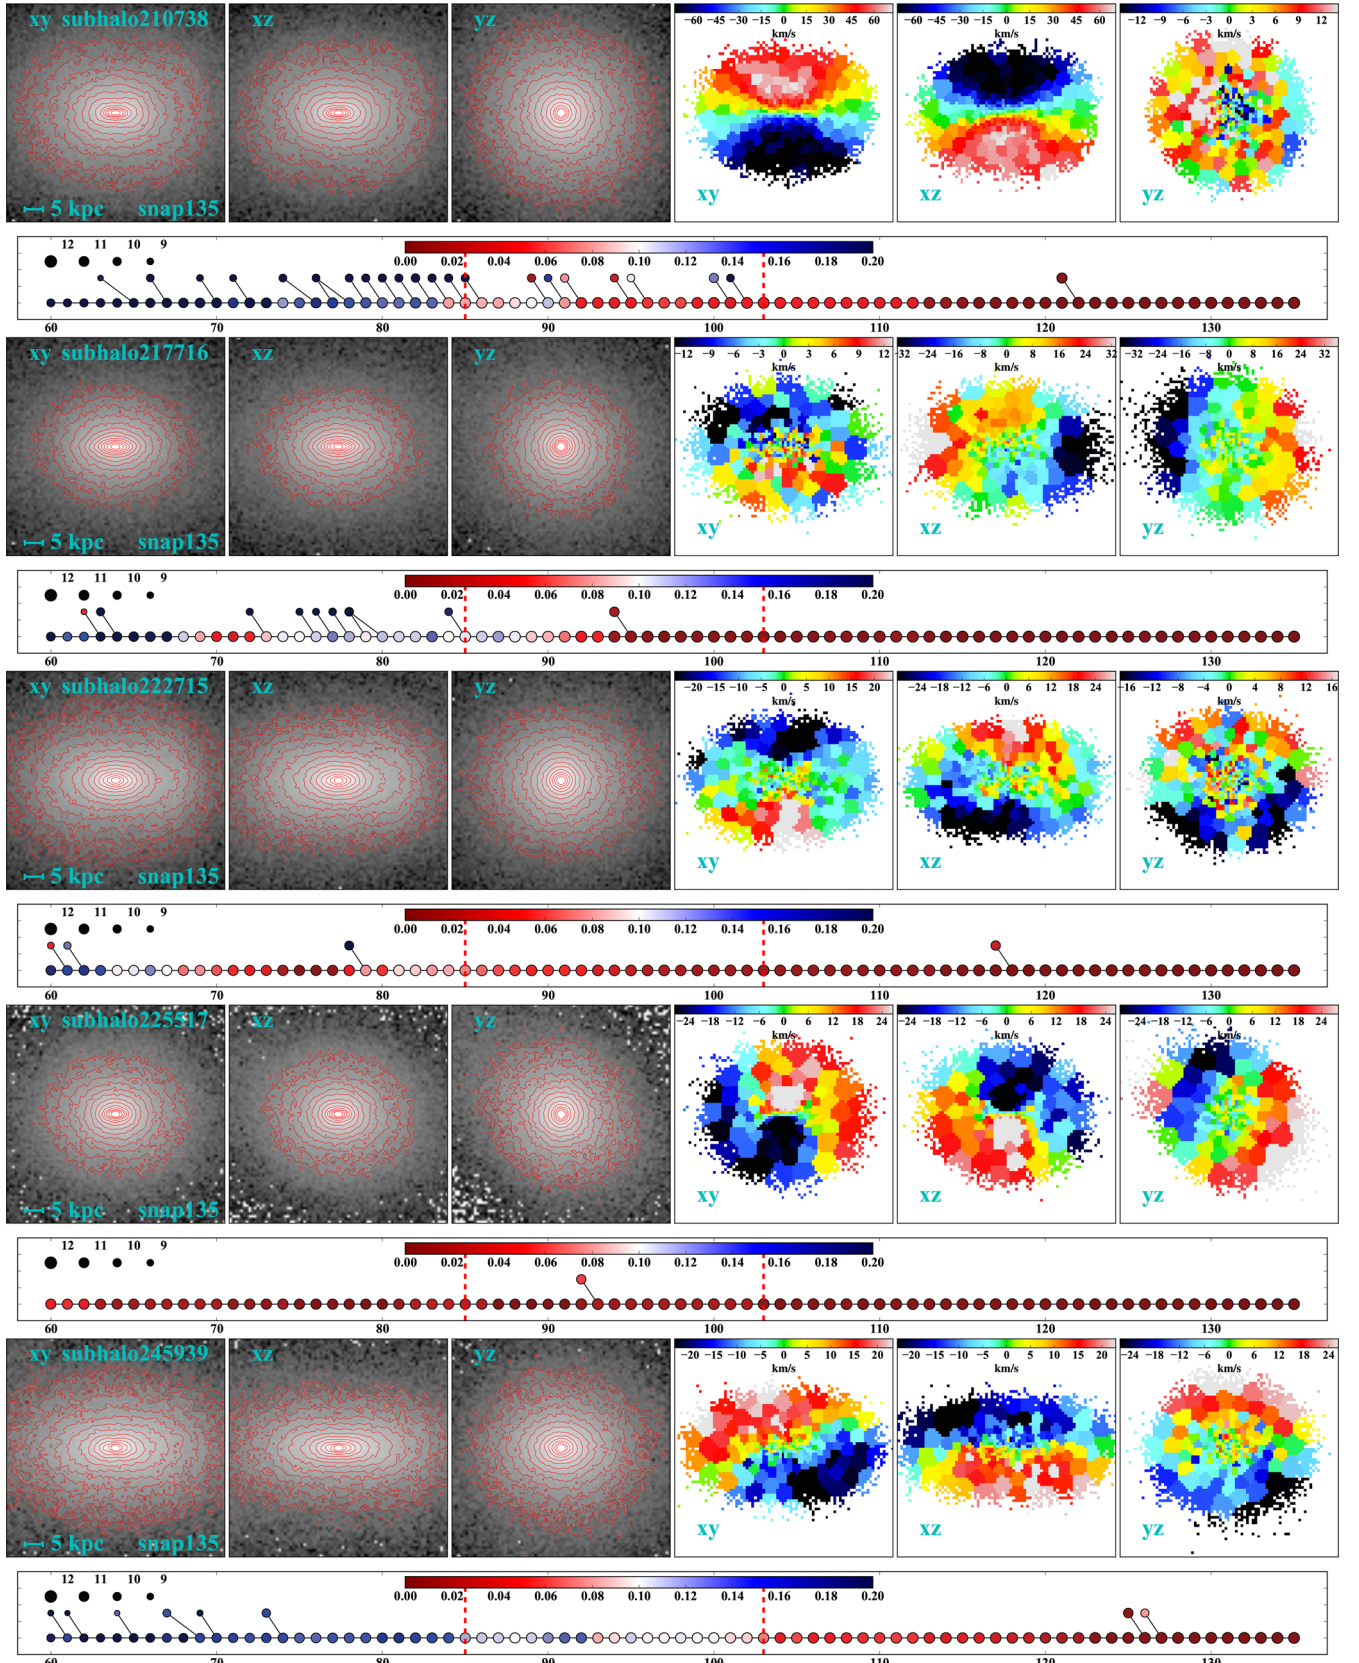 xy subhalo210738 xz yz
−60 −45 −30 −15 0 15 30 45 60 −60 −45 −30 −15 0 15 30 45 60 −12 −9 −6 −3 0 3 6 9 12
km/s km/s km/s
xy xz yz
5 kpc snap135
12 11 10 9
0.00 0.02 0.04 0.06 0.08 0.10 0.12 0.14 0.16 0.18 0.20
60 70 80 90 100 110 120 130
xy subhalo217716 xz yz
−12 −9 −6 −3 0 3 6 9 12 −32 −24 −16 −8 0 8 16 24 32 −32 −24 −16 −8 0 8 16 24 32
km/s km/s km/s
xy xz yz
5 kpc snap135
12 11 10 9
0.00 0.02 0.04 0.06 0.08 0.10 0.12 0.14 0.16 0.18 0.20
60 70 80 90 100 110 120 130
xy subhalo222715 xz yz
−20 −15 −10 −5 0 5 10 15 20 −24 −18 −12 −6 0 6 12 18 24 −16 −12 −8 −4 0 4 8 12 16
km/s km/s km/s
xy xz yz
5 kpc snap135
12 11 10 9
0.00 0.02 0.04 0.06 0.08 0.10 0.12 0.14 0.16 0.18 0.20
60 70 80 90 100 110 120 130
xy subhalo225517 xz yz
−24 −18 −12 −6 0 6 12 18 24 −24 −18 −12 −6 0 6 12 18 24 −24 −18 −12 −6 0 6 12 18 24
km/s km/s km/s
xy xz yz
5 kpc snap135
12 11 10 9
0.00 0.02 0.04 0.06 0.08 0.10 0.12 0.14 0.16 0.18 0.20
60 70 80 90 100 110 120 130
xy subhalo245939 xz yz
−20 −15 −10 −5 0 5 10 15 20 −20 −15 −10 −5 0 5 10 15 20 −24 −18 −12 −6 0 6 12 18 24
km/s km/s km/s
xy xz yz
5 kpc snap135
12 11 10 9
0.00 0.02 0.04 0.06 0.08 0.10 0.12 0.14 0.16 0.18 0.20
60 70 80 90 100 110 120 130